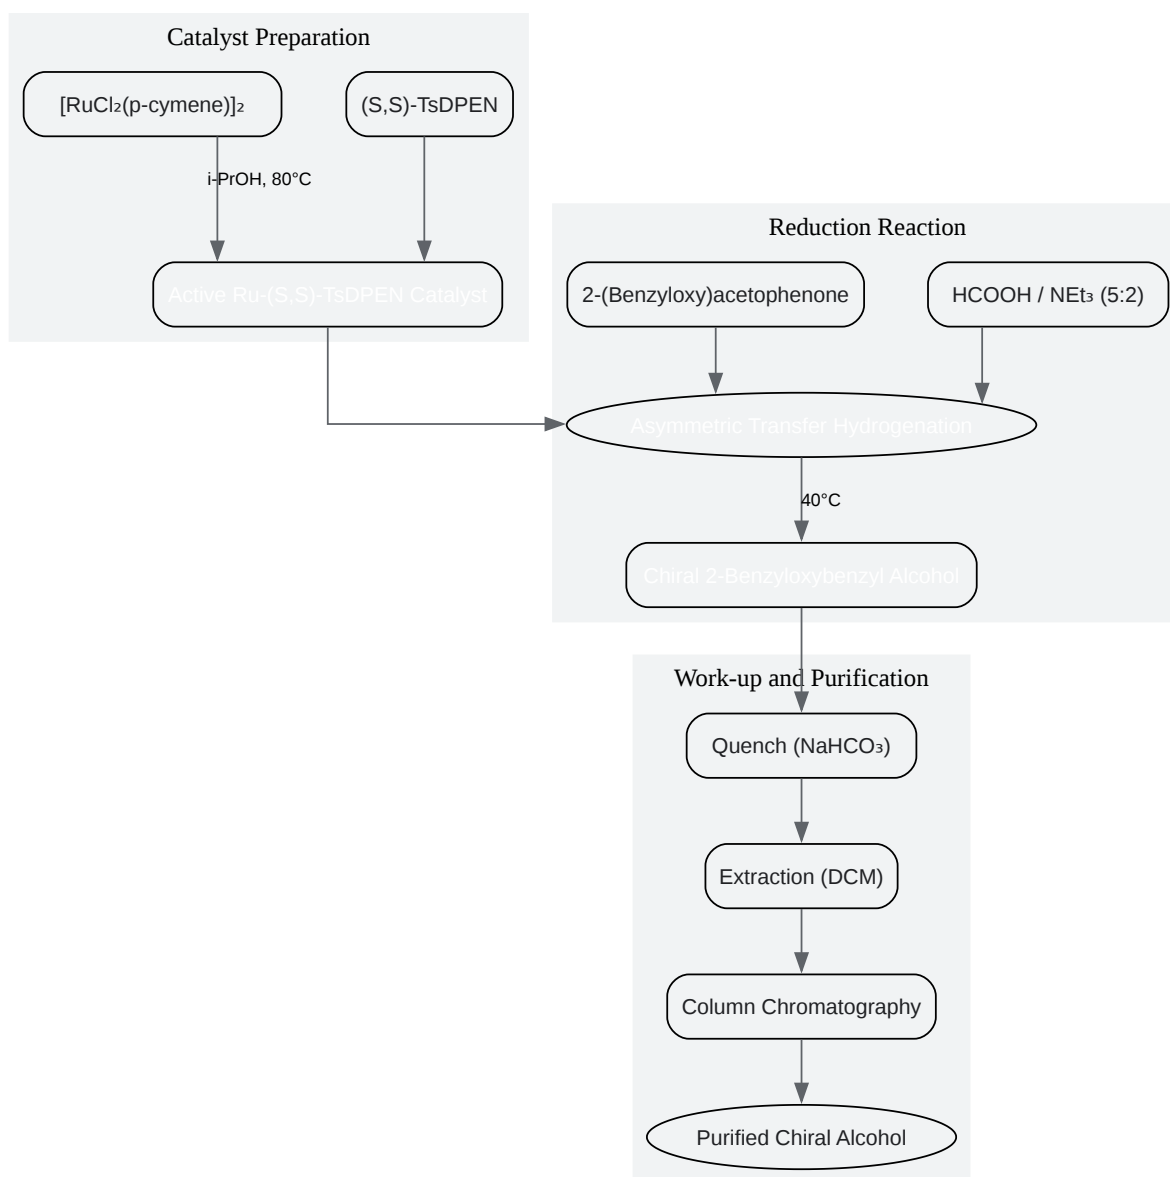 Catalyst Preparation
[RuCl₂(p-cymene)]₂
(S,S)-TsDPEN
i-PrOH, 80°C
Active Ru-(S,S)-TsDPEN Catalyst
Reduction Reaction
2-(Benzyloxy)acetophenone
HCOOH / NEt₃ (5:2)
Asymmetric Transfer Hydrogenation
40°C
Chiral 2-Benzyloxybenzyl Alcohol
Work-up and Purification
Quench (NaHCO₃)
Extraction (DCM)
Column Chromatography
Purified Chiral Alcohol